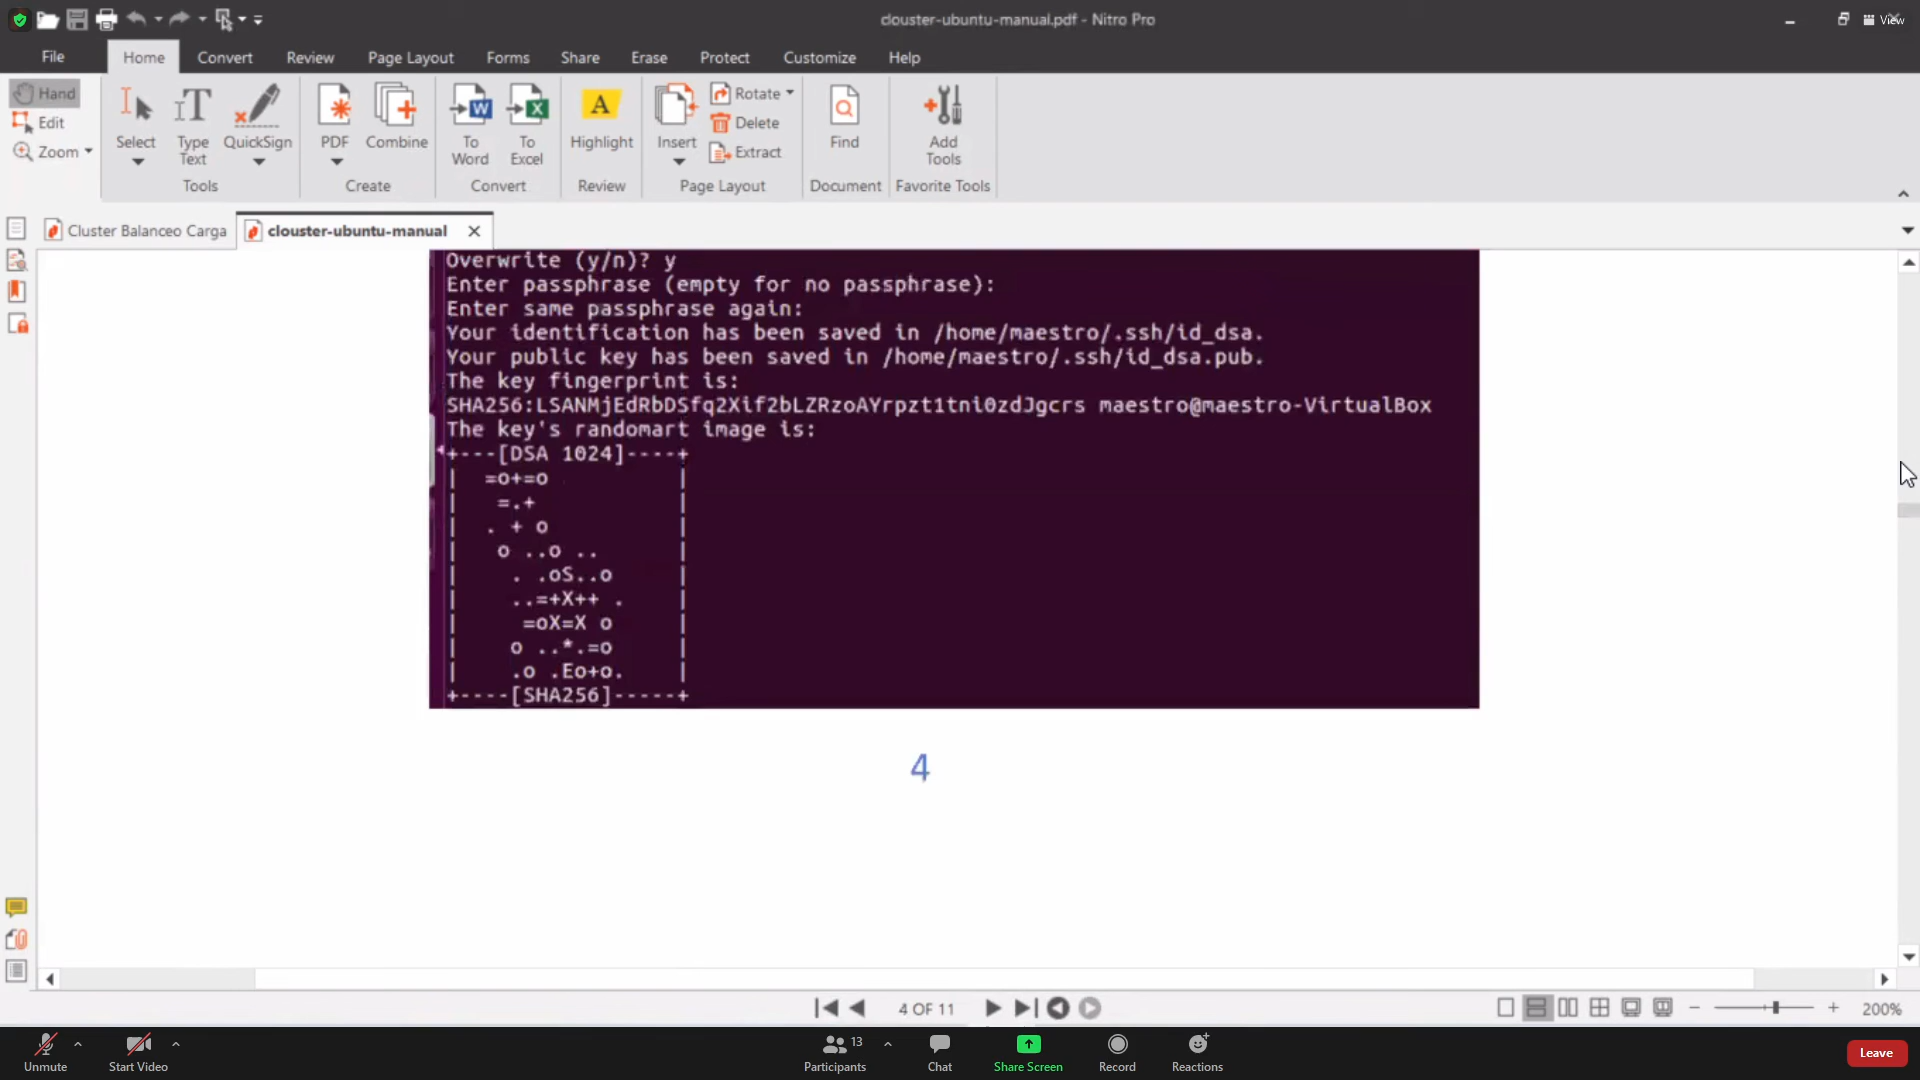 clouster-ubuntu-manual.pdf - Nitro Pro
View
File Home Convert Review Page Layout Forms Share Erase Protect Customize Help
Hand
Edit
Zoom
Select
Type Text
QuickSign
Tools
PDF
Combine
Create
To Word
To Excel
Convert
Highlight
Review
Insert
Rotate
Delete
Extract
Page Layout
Find
Document
Add Tools
Favorite Tools
Cluster Balanceo Carga
clouster-ubuntu-manual
Overwrite (y/n)? y
Enter passphrase (empty for no passphrase):
Enter same passphrase again:
Your identification has been saved in /home/maestro/.ssh/id_dsa.
Your public key has been saved in /home/maestro/.ssh/id_dsa.pub.
The key fingerprint is:
SHA256:LSANMjEdRbDSfq2Xif2bLZRzoAYrpzt1tni0zdJgcrs maestro@maestro-VirtualBox
The key's randomart image is:
+---[DSA 1024]----+
|  =o+=o          |
|   =.+           |
|  . + o          |
|   o ..o ..      |
|    . .oS..o     |
|    ..=+X++ .    |
|     =oX=X o     |
|    o ..*.=o     |
|    .o .Eo+o.    |
+----[SHA256]-----+
4
4 OF 11
200%
Unmute
Start Video
13
Participants
Chat
Share Screen
Record
Reactions
Leave